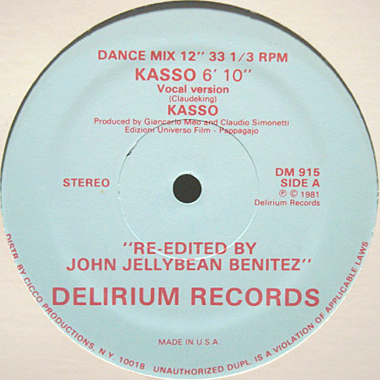 DANCE MIX 12" 33 1/3 RPM
KASSO 6' 10"
Vocal version
(Claudeking)
KASSO
Produced by Giancarlo Meo and Claudio Simonetti
Edizioni Universo Film - Pappagajo
STEREO
DM 915
SIDE A
Ⓟ © 1981
Delirium Records
"RE-EDITED BY
JOHN JELLYBEAN BENITEZ"
DELIRIUM RECORDS
MADE IN U.S.A.
DISTR. BY CICCO PRODUCTIONS, N.Y. 10018 UNAUTHORIZED DUPL. IS A VIOLATION OF APPLICABLE LAWS